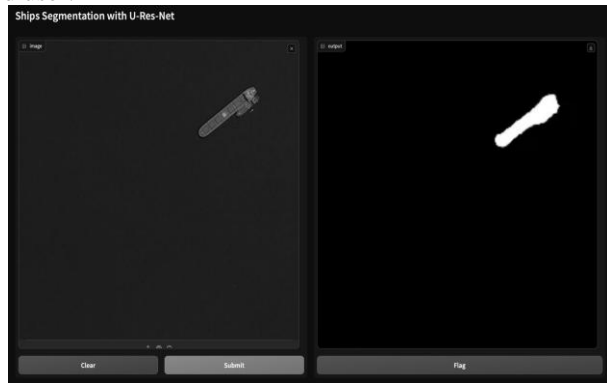 Ships Segmentation with U-Res-Net
image
output
Clear
Submit
Flag